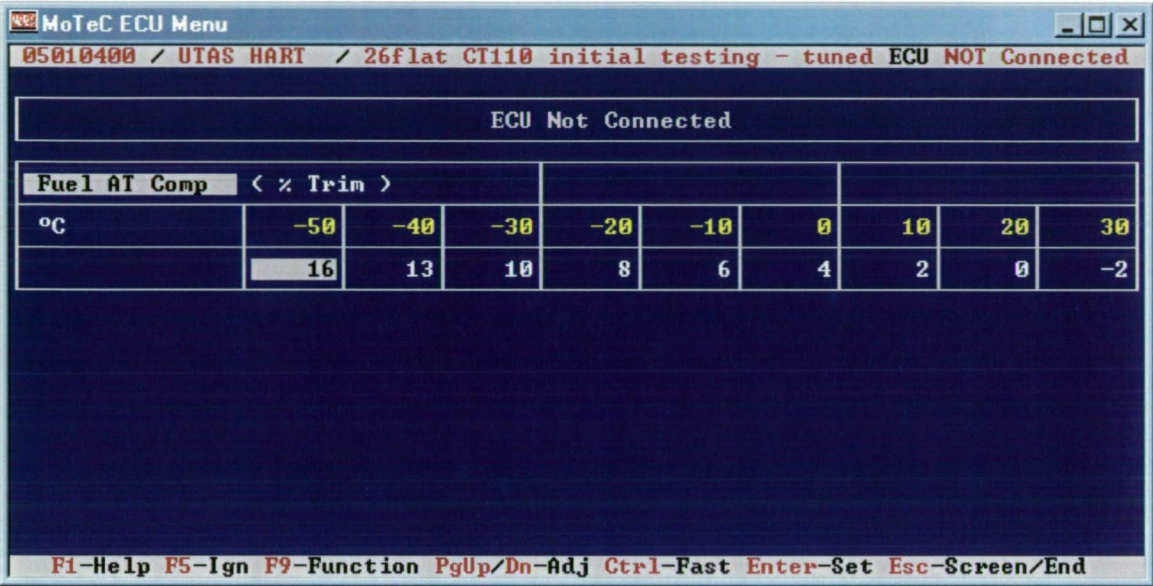 MoTeC ECU Menu
05010400 / UTAS HART / 26flat CT110 initial testing - tuned ECU NOT Connected
ECU Not Connected
Fuel AT Comp ( % Trim )
ºC -50 -40 -30 -20 -10 0 10 20 30
16 13 10 8 6 4 2 0 -2
F1-Help F5-Ign F9-Function PgUp/Dn-Adj Ctrl-Fast Enter-Set Esc-Screen/End